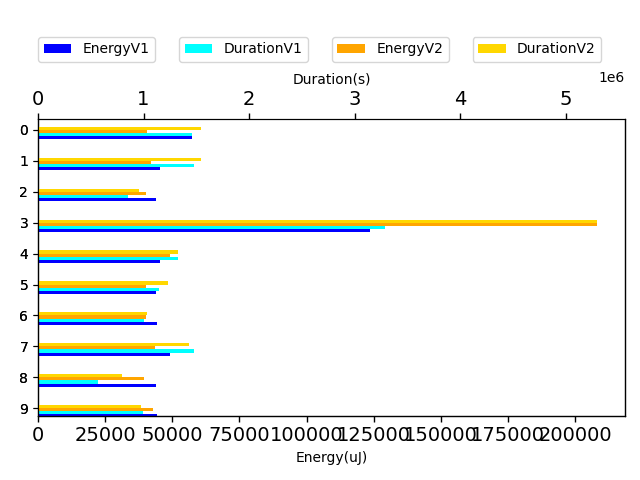 EnergyV1 DurationV1 EnergyV2 DurationV2
Duration(s)
1e6
0 1 2 3 4 5
0
1
2
3
4
5
6
7
8
9
0 25000 50000 75000 100000 125000 150000 175000 200000
Energy(uJ)